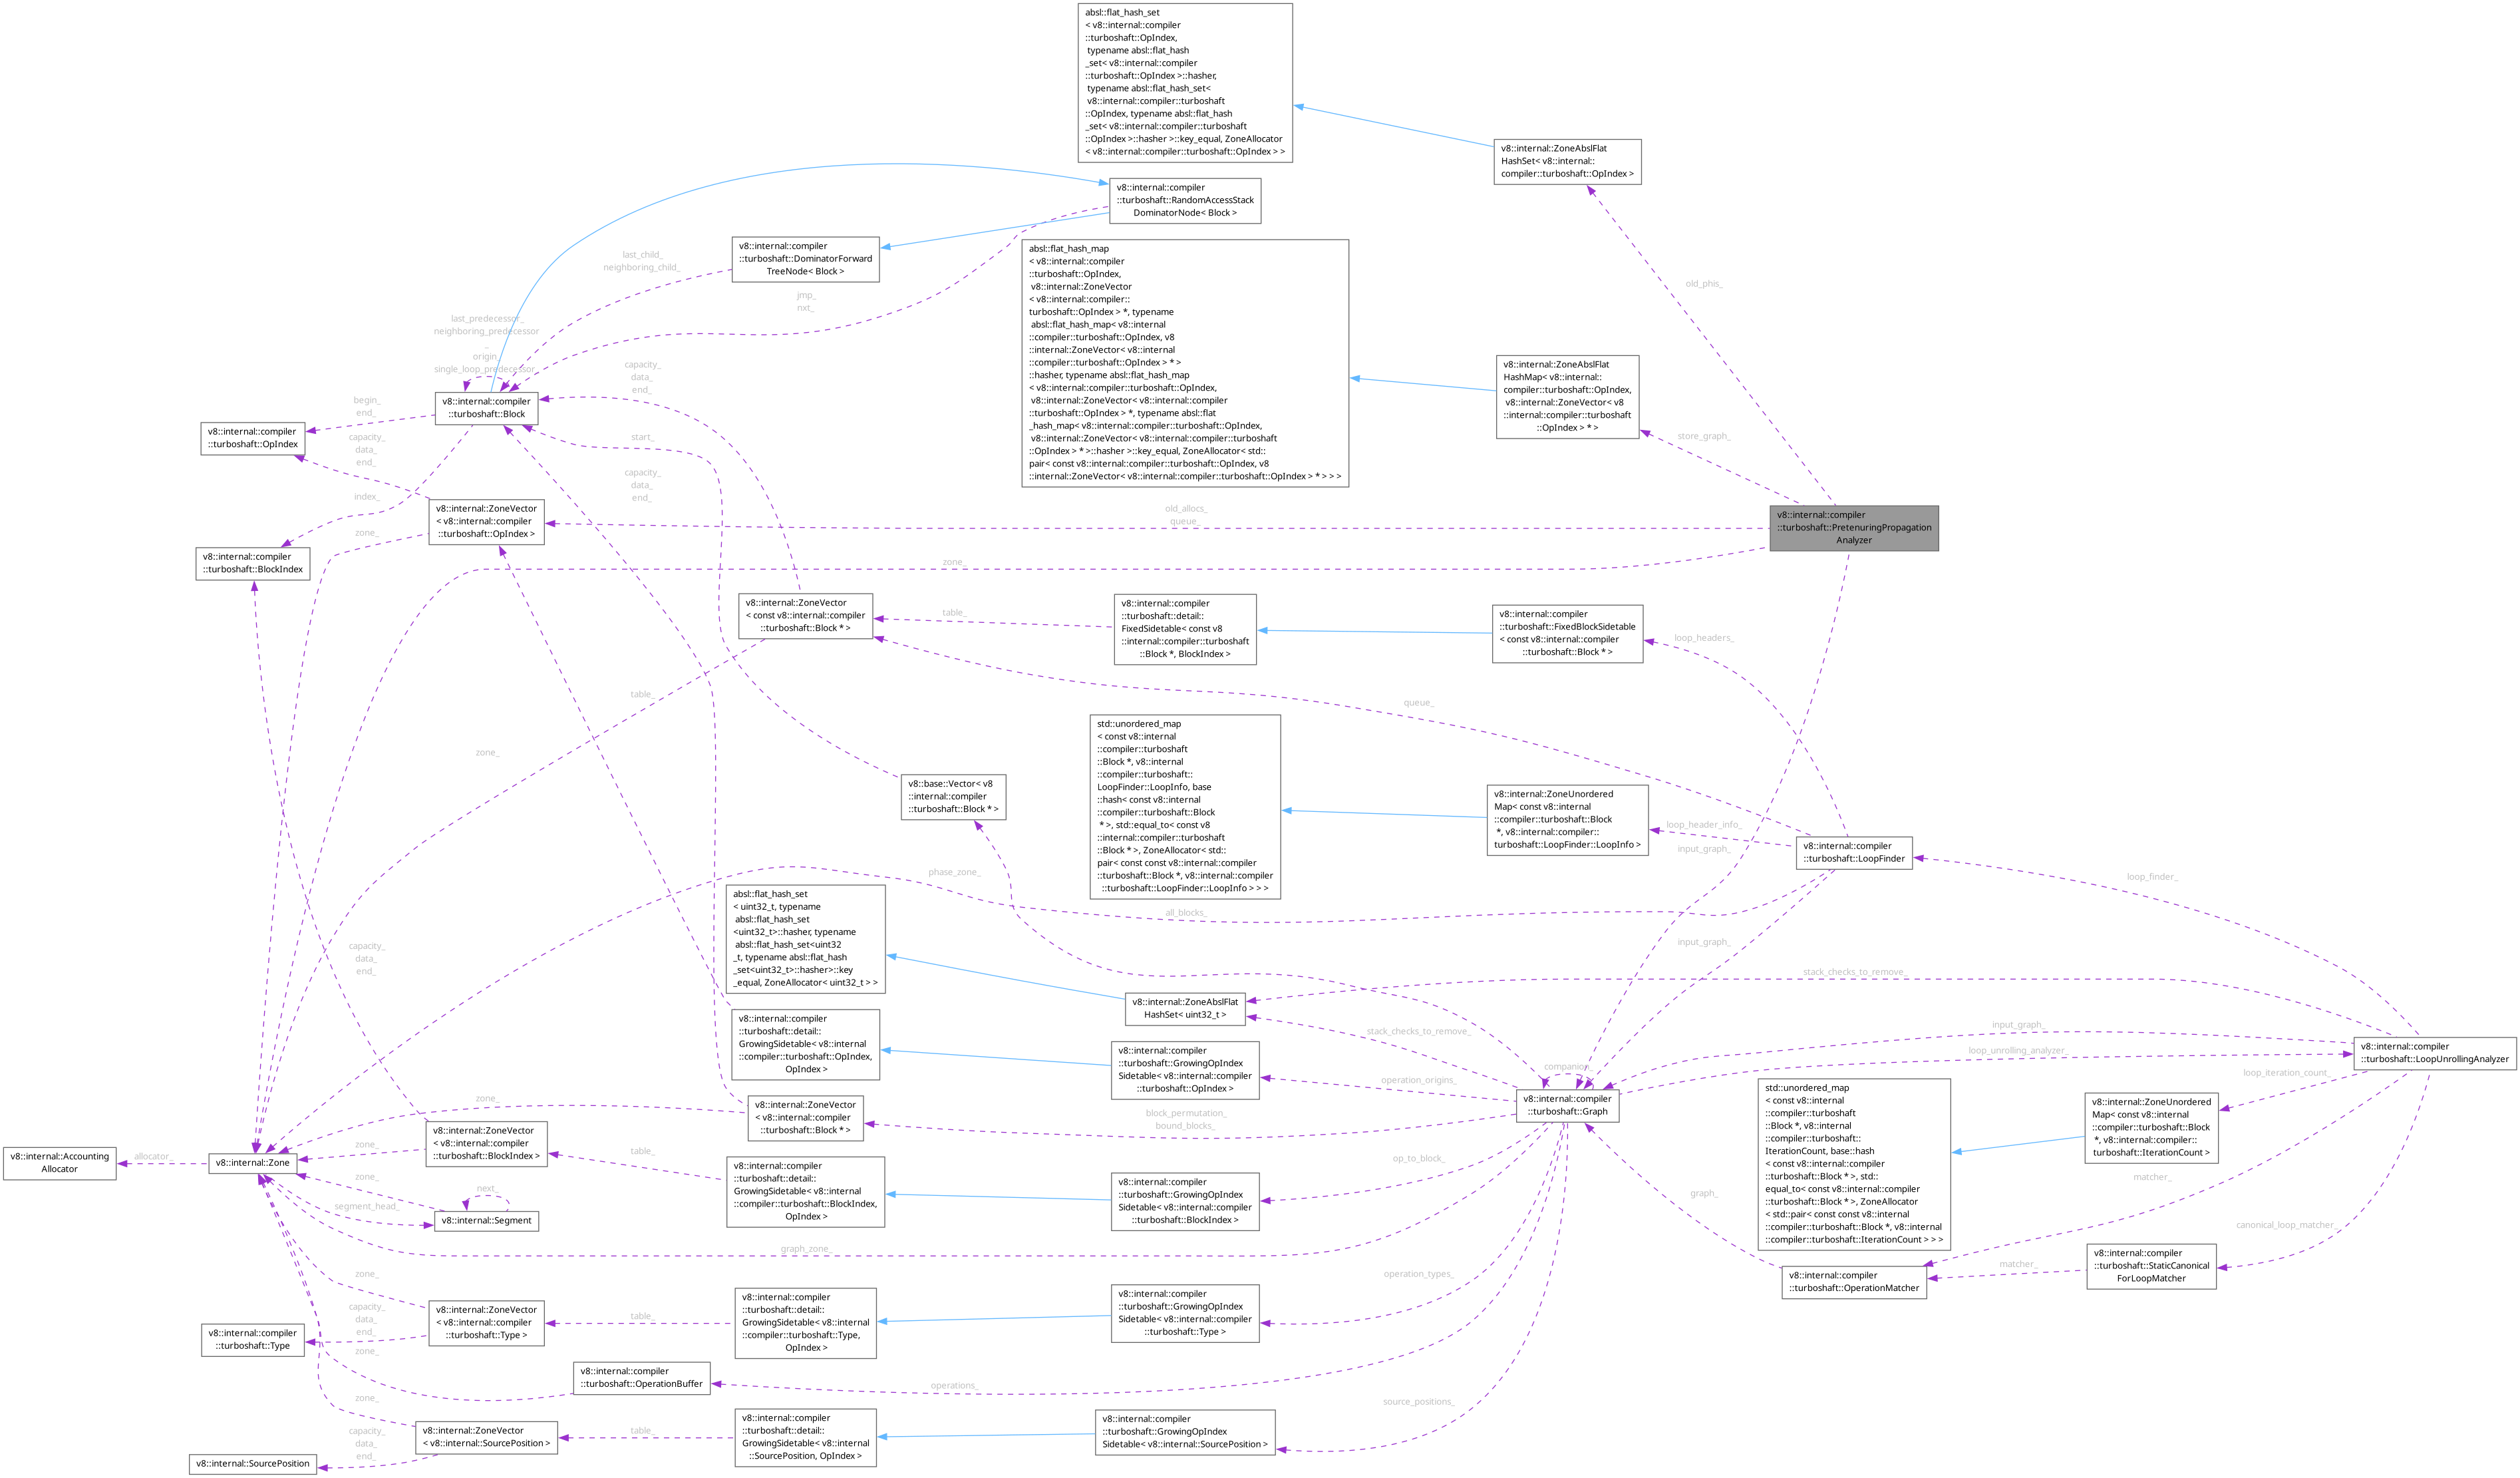 absl::flat_hash_set
< v8::internal::compiler
::turboshaft::OpIndex,
typename absl::flat_hash
_set< v8::internal::compiler
::turboshaft::OpIndex >::hasher,
typename absl::flat_hash_set<
v8::internal::compiler::turboshaft
::OpIndex, typename absl::flat_hash
_set< v8::internal::compiler::turboshaft
::OpIndex >::hasher >::key_equal, ZoneAllocator
< v8::internal::compiler::turboshaft::OpIndex > >
v8::internal::ZoneAbslFlat
HashSet< v8::internal::
compiler::turboshaft::OpIndex >
v8::internal::compiler
::turboshaft::RandomAccessStack
DominatorNode< Block >
v8::internal::compiler
::turboshaft::DominatorForward
TreeNode< Block >
last_child_
neighboring_child_
jmp_
nxt_
old_phis_
absl::flat_hash_map
< v8::internal::compiler
::turboshaft::OpIndex,
v8::internal::ZoneVector
< v8::internal::compiler::
turboshaft::OpIndex > *, typename
absl::flat_hash_map< v8::internal
::compiler::turboshaft::OpIndex, v8
::internal::ZoneVector< v8::internal
::compiler::turboshaft::OpIndex > * >
::hasher, typename absl::flat_hash_map
< v8::internal::compiler::turboshaft::OpIndex,
v8::internal::ZoneVector< v8::internal::compiler
::turboshaft::OpIndex > *, typename absl::flat
_hash_map< v8::internal::compiler::turboshaft::OpIndex,
v8::internal::ZoneVector< v8::internal::compiler::turboshaft
::OpIndex > * >::hasher >::key_equal, ZoneAllocator< std::
pair< const v8::internal::compiler::turboshaft::OpIndex, v8
::internal::ZoneVector< v8::internal::compiler::turboshaft::OpIndex > * > > >
v8::internal::ZoneAbslFlat
HashMap< v8::internal::
compiler::turboshaft::OpIndex,
v8::internal::ZoneVector< v8
::internal::compiler::turboshaft
::OpIndex > * >
store_graph_
last_predecessor_
neighboring_predecessor
_
origin_
single_loop_predecessor_
v8::internal::compiler
::turboshaft::Block
capacity_
data_
end_
begin_
end_
v8::internal::compiler
::turboshaft::OpIndex
capacity_
data_
end_
start_
capacity_
data_
end_
index_
v8::internal::ZoneVector
< v8::internal::compiler
::turboshaft::OpIndex >
old_allocs_
queue_
v8::internal::compiler
::turboshaft::PretenuringPropagation
Analyzer
v8::internal::compiler
::turboshaft::BlockIndex
zone_
zone_
v8::internal::ZoneVector
< const v8::internal::compiler
::turboshaft::Block * >
table_
v8::internal::compiler
::turboshaft::detail::
FixedSidetable< const v8
::internal::compiler::turboshaft
::Block *, BlockIndex >
v8::internal::compiler
::turboshaft::FixedBlockSidetable
< const v8::internal::compiler
::turboshaft::Block * >
loop_headers_
table_
queue_
zone_
std::unordered_map
< const v8::internal
::compiler::turboshaft
::Block *, v8::internal
::compiler::turboshaft::
LoopFinder::LoopInfo, base
::hash< const v8::internal
::compiler::turboshaft::Block
* >, std::equal_to< const v8
::internal::compiler::turboshaft
::Block * >, ZoneAllocator< std::
pair< const const v8::internal::compiler
::turboshaft::Block *, v8::internal::compiler
::turboshaft::LoopFinder::LoopInfo > > >
v8::base::Vector< v8
::internal::compiler
::turboshaft::Block * >
v8::internal::ZoneUnordered
Map< const v8::internal
::compiler::turboshaft::Block
*, v8::internal::compiler::
turboshaft::LoopFinder::LoopInfo >
loop_header_info_
input_graph_
v8::internal::compiler
::turboshaft::LoopFinder
phase_zone_
all_blocks_
loop_finder_
absl::flat_hash_set
< uint32_t, typename
absl::flat_hash_set
<uint32_t>::hasher, typename
absl::flat_hash_set<uint32
_t, typename absl::flat_hash
_set<uint32_t>::hasher>::key
_equal, ZoneAllocator< uint32_t > >
capacity_
data_
end_
input_graph_
stack_checks_to_remove_
v8::internal::ZoneAbslFlat
HashSet< uint32_t >
stack_checks_to_remove_
input_graph_
loop_unrolling_analyzer_
v8::internal::compiler
::turboshaft::LoopUnrollingAnalyzer
v8::internal::compiler
::turboshaft::detail::
GrowingSidetable< v8::internal
::compiler::turboshaft::OpIndex,
OpIndex >
v8::internal::compiler
::turboshaft::GrowingOpIndex
Sidetable< v8::internal::compiler
::turboshaft::OpIndex >
operation_origins_
companion_
v8::internal::compiler
::turboshaft::Graph
loop_iteration_count_
zone_
v8::internal::ZoneVector
< v8::internal::compiler
::turboshaft::Block * >
block_permutation_
bound_blocks_
std::unordered_map
< const v8::internal
::compiler::turboshaft
::Block *, v8::internal
::compiler::turboshaft::
IterationCount, base::hash
< const v8::internal::compiler
::turboshaft::Block * >, std::
equal_to< const v8::internal::compiler
::turboshaft::Block * >, ZoneAllocator
< std::pair< const const v8::internal
::compiler::turboshaft::Block *, v8::internal
::compiler::turboshaft::IterationCount > > >
v8::internal::ZoneUnordered
Map< const v8::internal
::compiler::turboshaft::Block
*, v8::internal::compiler::
turboshaft::IterationCount >
v8::internal::Accounting
Allocator
allocator_
v8::internal::Zone
zone_
v8::internal::ZoneVector
< v8::internal::compiler
::turboshaft::BlockIndex >
table_
v8::internal::compiler
::turboshaft::detail::
GrowingSidetable< v8::internal
::compiler::turboshaft::BlockIndex,
OpIndex >
v8::internal::compiler
::turboshaft::GrowingOpIndex
Sidetable< v8::internal::compiler
::turboshaft::BlockIndex >
op_to_block_
zone_
next_
segment_head_
v8::internal::Segment
graph_zone_
graph_
matcher_
canonical_loop_matcher_
v8::internal::compiler
::turboshaft::StaticCanonical
ForLoopMatcher
matcher_
v8::internal::compiler
::turboshaft::OperationMatcher
zone_
v8::internal::ZoneVector
< v8::internal::compiler
::turboshaft::Type >
table_
v8::internal::compiler
::turboshaft::detail::
GrowingSidetable< v8::internal
::compiler::turboshaft::Type,
OpIndex >
v8::internal::compiler
::turboshaft::GrowingOpIndex
Sidetable< v8::internal::compiler
::turboshaft::Type >
operation_types_
capacity_
data_
end_
v8::internal::compiler
::turboshaft::Type
zone_
v8::internal::compiler
::turboshaft::OperationBuffer
operations_
zone_
v8::internal::ZoneVector
< v8::internal::SourcePosition >
table_
v8::internal::compiler
::turboshaft::detail::
GrowingSidetable< v8::internal
::SourcePosition, OpIndex >
v8::internal::compiler
::turboshaft::GrowingOpIndex
Sidetable< v8::internal::SourcePosition >
source_positions_
capacity_
data_
end_
v8::internal::SourcePosition